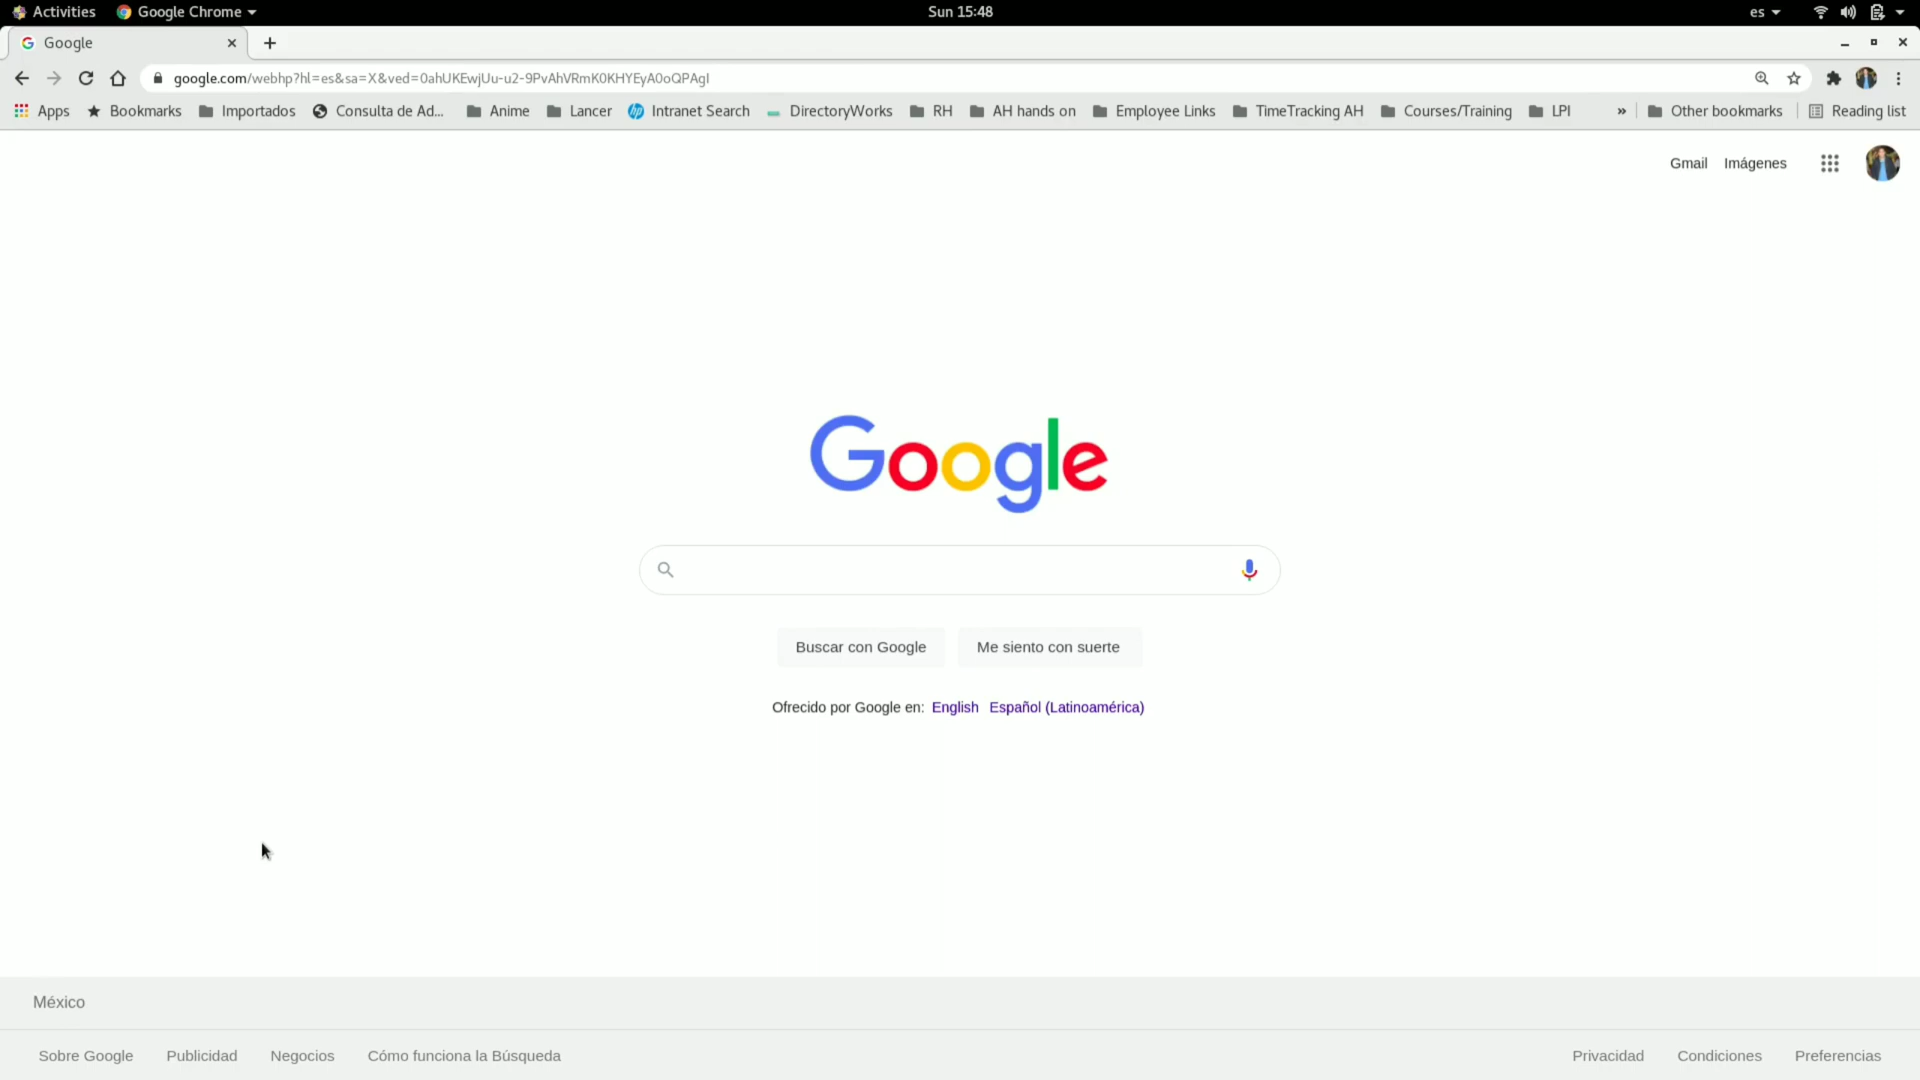 Activities Google Chrome Sun 15:48 es
Google
google.com/webhp?hl=es&sa=X&ved=0ahUKEwjUu-u2-9PvAhVRmK0KHYEyA0oQPAgI
Apps Bookmarks Importados Consulta de Ad... Anime Lancer Intranet Search DirectoryWorks RH AH hands on Employee Links TimeTracking AH Courses/Training LPI » Other bookmarks Reading list
Gmail Imágenes
Google
Buscar con Google Me siento con suerte
Ofrecido por Google en: English Español (Latinoamérica)
México
Sobre Google Publicidad Negocios Cómo funciona la Búsqueda Privacidad Condiciones Preferencias